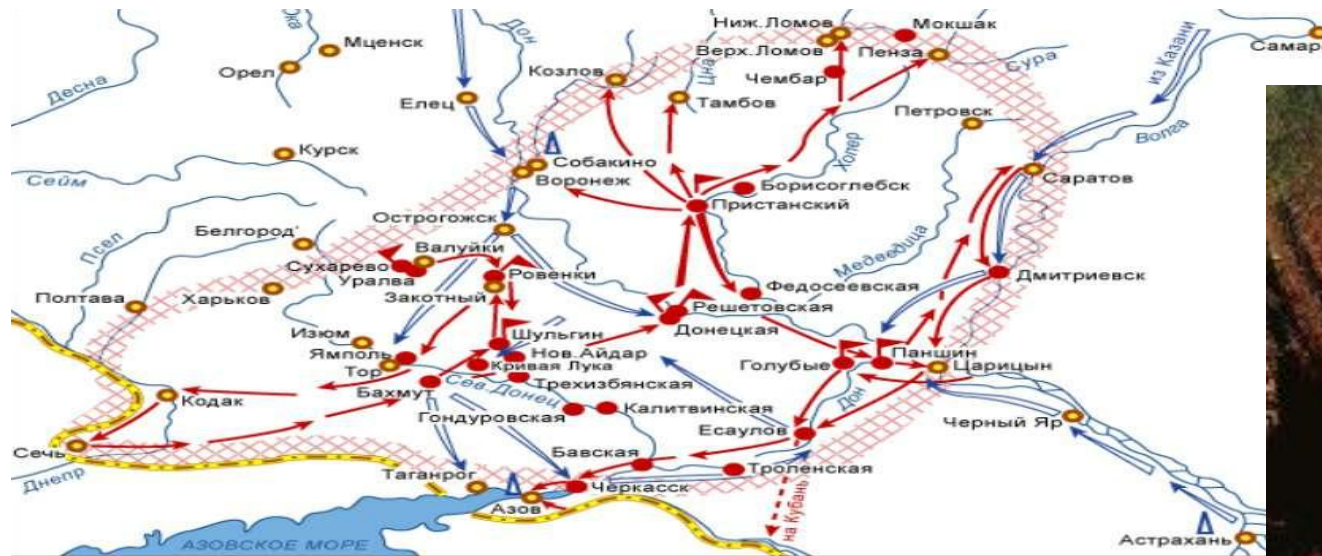 Ниж.Ломов
Мокшак
Самар
Мценск
Дон
Верх.Ломов
Пенза
из Казани
Орел
Козлов
Цна
Сура
Чембар
Десна
Елец
Тамбов
Петровск
Волга
Курск
Хопер
Собакино
Сейм
Воронеж
Саратов
Борисоглебск
Пристанский
Острогожск
Белгород
Псел
Валуйки
Медведица
Сухарево
Уралва
Ровенки
Дмитриевск
Полтава
Харьков
Закотный
Федосеевская
Решетовская
Донецкая
Изюм
Шульгин
Ямполь
Нов.Айдар
Голубые
Паншин
Тор
Кривая Лука
Царицын
Бахмут
Сев.Донец
Трехизбянская
Дон
Кодак
Гондуровская
Калитвинская
Черный Яр
Есаулов
Сечь
Бавская
Днепр
Таганрог
Троленская
Черкасск
Азов
на Кубань
Астрахань
АЗОВСКОЕ МОРЕ